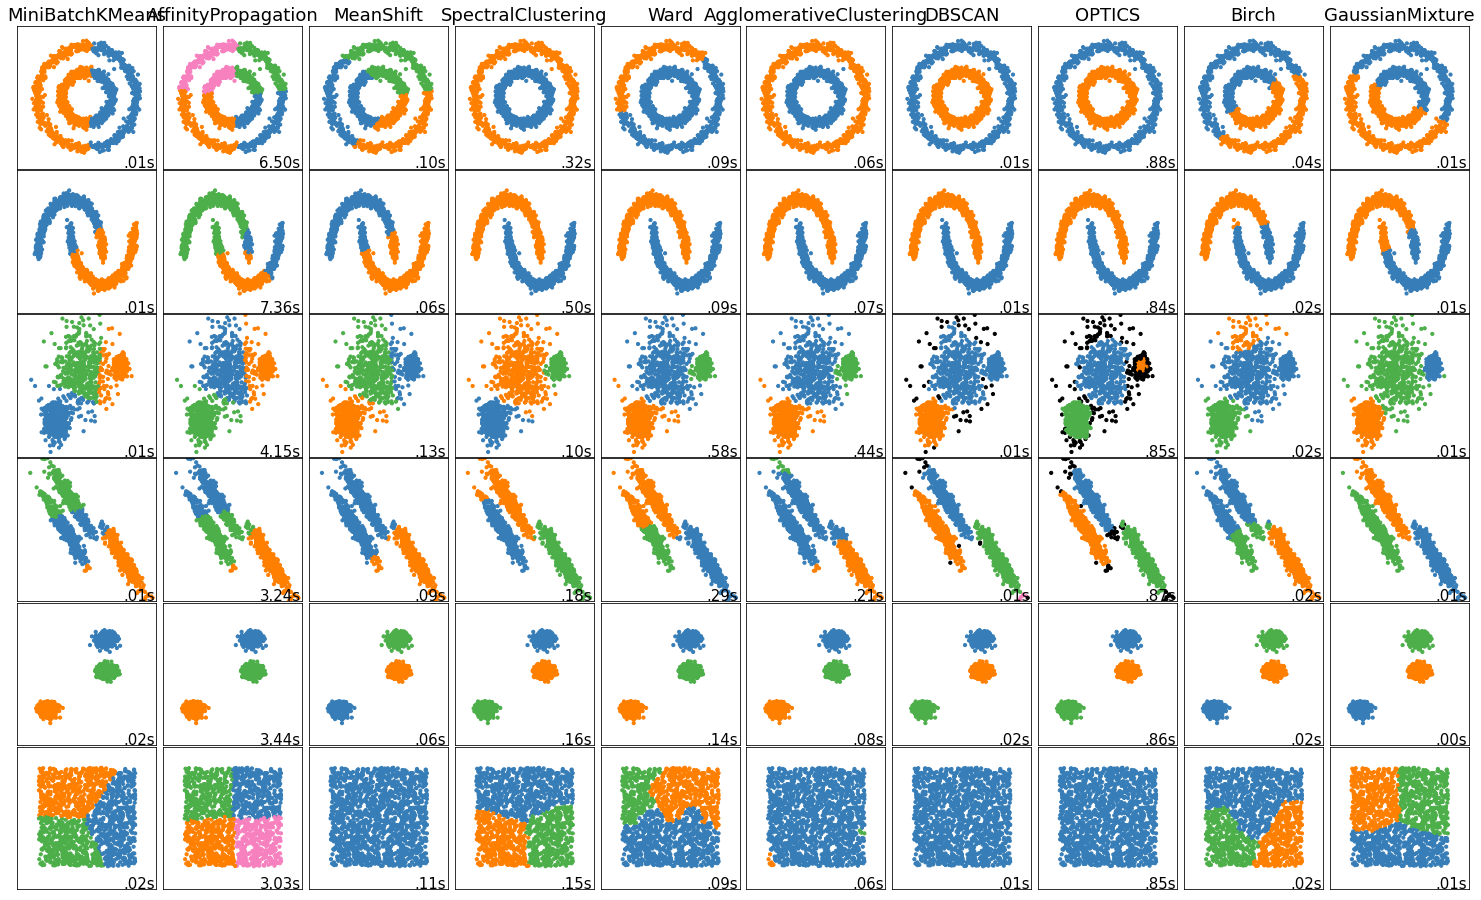 MiniBatchKMeans AffinityPropagation MeanShift SpectralClustering Ward AgglomerativeClustering DBSCAN OPTICS Birch GaussianMixture
.01s 6.50s .10s .32s .09s .06s .01s .88s .04s .01s
.01s 7.36s .06s .50s .09s .07s .01s .84s .02s .01s
.01s 4.15s .13s .10s .58s .44s .01s .85s .02s .01s
.01s 3.24s .09s .18s .29s .21s .01s .87s .02s .01s
.02s 3.44s .06s .16s .14s .08s .02s .86s .02s .00s
.02s 3.03s .11s .15s .09s .06s .01s .85s .02s .01s